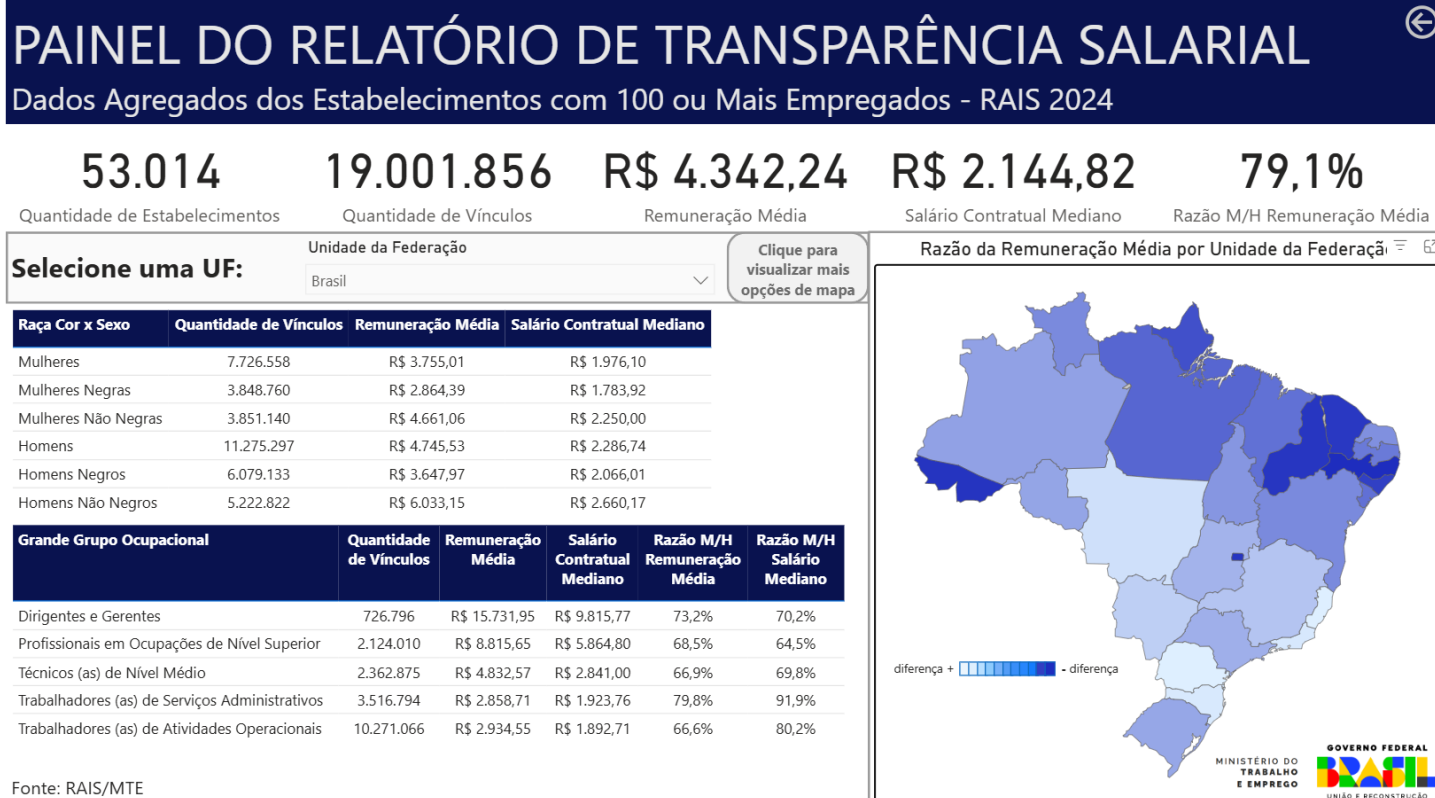 PAINEL DO RELATÓRIO DE TRANSPARÊNCIA SALARIAL
Dados Agregados dos Estabelecimentos com 100 ou Mais Empregados - RAIS 2024
53.014 19.001.856 R$ 4.342,24 R$ 2.144,82 79,1%
Quantidade de Estabelecimentos Quantidade de Vínculos Remuneração Média Salário Contratual Mediano Razão M/H Remuneração Média
Selecione uma UF:
Unidade da Federação
Brasil
Clique para
visualizar mais
opções de mapa
Raça Cor x Sexo Quantidade de Vínculos Remuneração Média Salário Contratual Mediano
Mulheres 7.726.558 R$ 3.755,01 R$ 1.976,10
Mulheres Negras 3.848.760 R$ 2.864,39 R$ 1.783,92
Mulheres Não Negras 3.851.140 R$ 4.661,06 R$ 2.250,00
Homens 11.275.297 R$ 4.745,53 R$ 2.286,74
Homens Negros 6.079.133 R$ 3.647,97 R$ 2.066,01
Homens Não Negros 5.222.822 R$ 6.033,15 R$ 2.660,17
Grande Grupo Ocupacional Quantidade Remuneração Salário Razão M/H Razão M/H
de Vínculos Média Contratual Remuneração Salário
Mediano Média Mediano
Dirigentes e Gerentes 726.796 R$ 15.731,95 R$ 9.815,77 73,2% 70,2%
Profissionais em Ocupações de Nível Superior 2.124.010 R$ 8.815,65 R$ 5.864,80 68,5% 64,5%
Técnicos (as) de Nível Médio 2.362.875 R$ 4.832,57 R$ 2.841,00 66,9% 69,8%
Trabalhadores (as) de Serviços Administrativos 3.516.794 R$ 2.858,71 R$ 1.923,76 79,8% 91,9%
Trabalhadores (as) de Atividades Operacionais 10.271.066 R$ 2.934,55 R$ 1.892,71 66,6% 80,2%
Fonte: RAIS/MTE
Razão da Remuneração Média por Unidade da Federaçã
diferença + - diferença
MINISTÉRIO DO
TRABALHO
E EMPREGO
GOVERNO FEDERAL
BRASIL
UNIÃO E RECONSTRUÇÃO